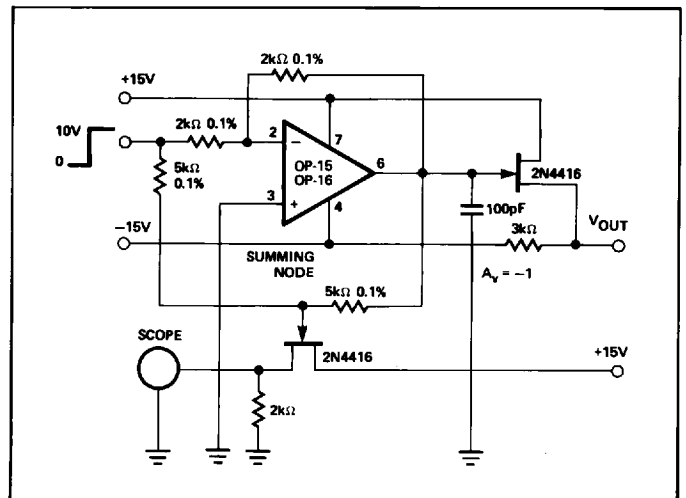 2kΩ 0.1%
+15V
10V
0
2kΩ 0.1%
2
−
7
OP-15
OP-16
6
2N4416
5kΩ
0.1%
3
+
4
100pF
3kΩ
VOUT
−15V
SUMMING
NODE
AV = −1
5kΩ 0.1%
SCOPE
2N4416
+15V
2kΩ